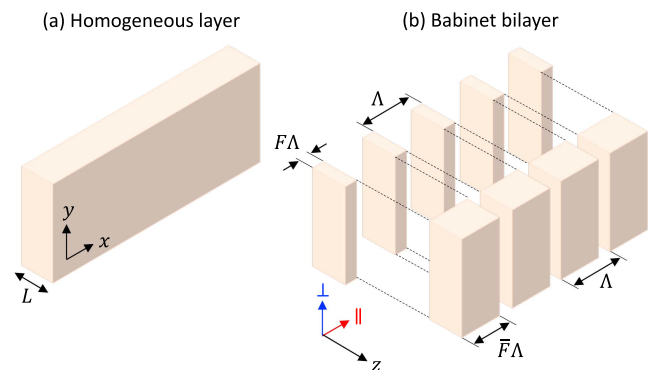 (a) Homogeneous layer
(b) Babinet bilayer
Λ
FΛ
y
x
L
Λ
⊥
∥
z
F̅Λ